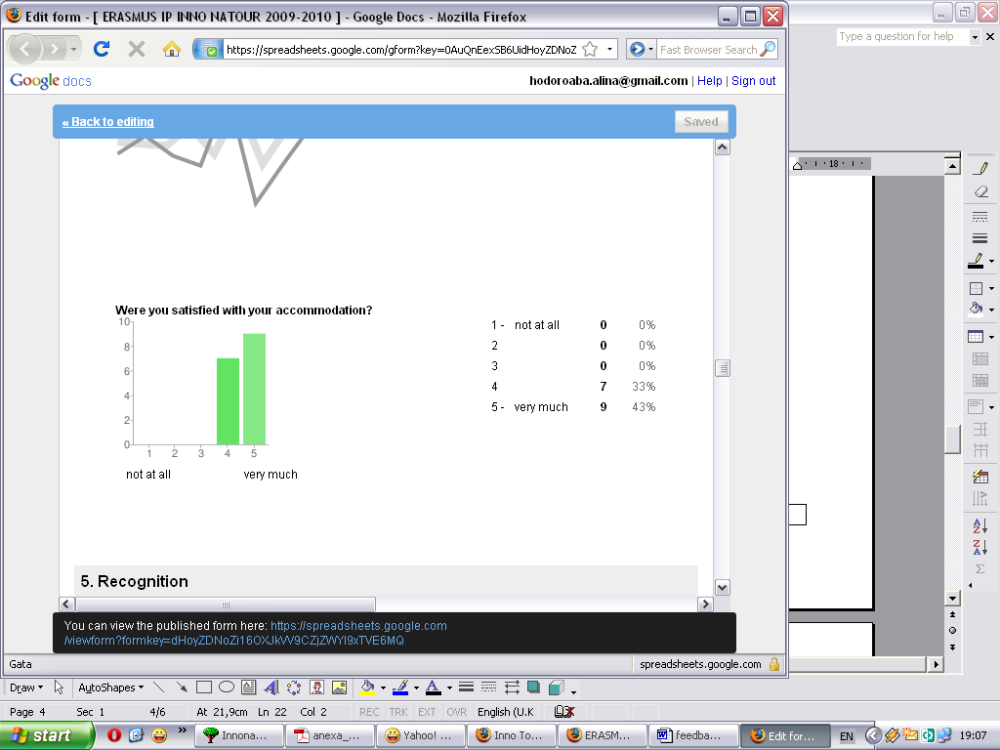 Edit form - [ ERASMUS IP INNO NATOUR 2009-2010 ] - Google Docs - Mozilla Firefox
Type a question for help
https://spreadsheets.google.com/gform?key=0AuQnEexSB6UidHoyZDNoZ
Fast Browser Search
Google docs
hodoroaba.alina@gmail.com | Help | Sign out
« Back to editing
Saved
18
Were you satisfied with your accommodation?
10
8
6
4
2
0
1 2 3 4 5
not at all very much
1 - not at all 0 0%
2 0 0%
3 0 0%
4 7 33%
5 - very much 9 43%
5. Recognition
You can view the published form here: https://spreadsheets.google.com
/viewform?formkey=dHoyZDNoZi16OXJkVV9CZjZWYl9xTVE6MQ
Gata
spreadsheets.google.com
Draw AutoShapes
Page 4 Sec 1 4/6 At 21,9cm Ln 22 Col 2 REC TRK EXT OVR English (U.K
start
Innona...
anexa_...
Yahoo! ...
Inno To...
ERASM...
feedba...
Edit for...
EN
19:07